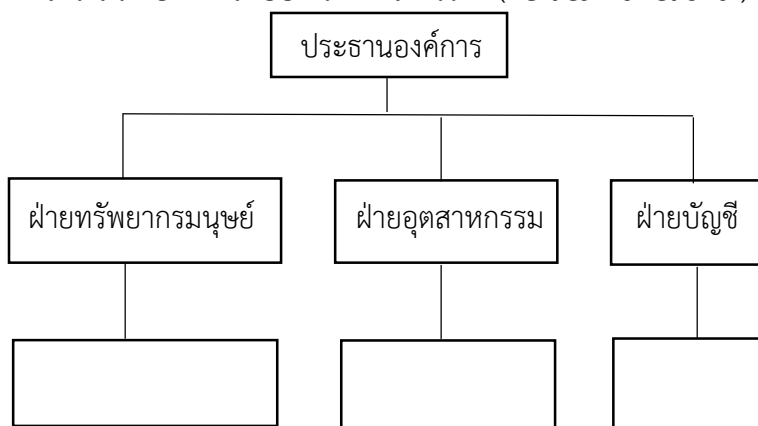 ประธานองค์การ
ฝ่ายทรัพยากรมนุษย์
ฝ่ายอุตสาหกรรม
ฝ่ายบัญชี